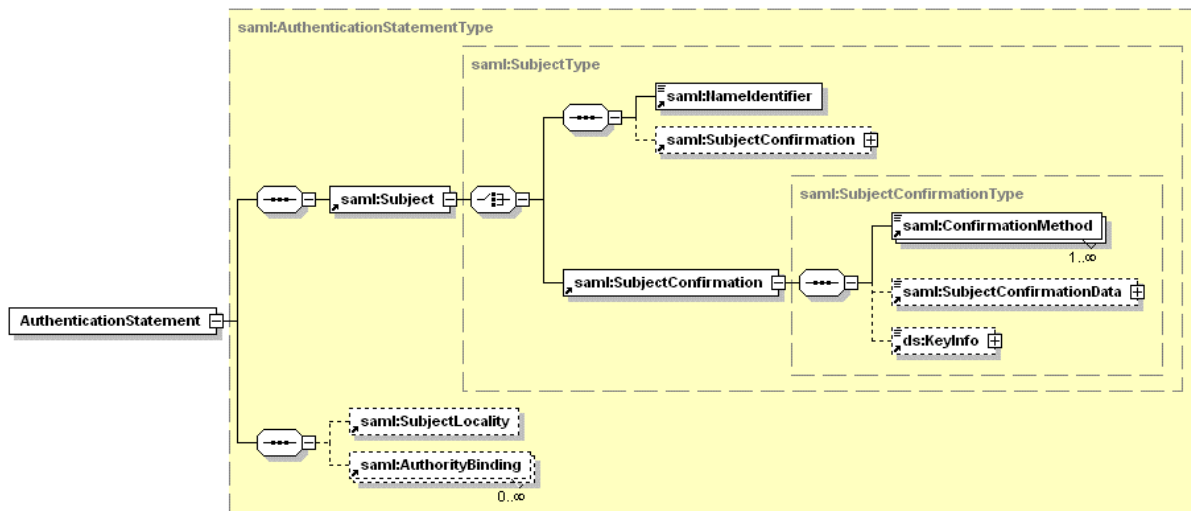 saml:AuthenticationStatementType
saml:SubjectType
saml:NameIdentifier
saml:SubjectConfirmation
saml:SubjectConfirmationType
saml:Subject
saml:ConfirmationMethod
1..∞
saml:SubjectConfirmation
saml:SubjectConfirmationData
AuthenticationStatement
ds:KeyInfo
saml:SubjectLocality
saml:AuthorityBinding
0..∞